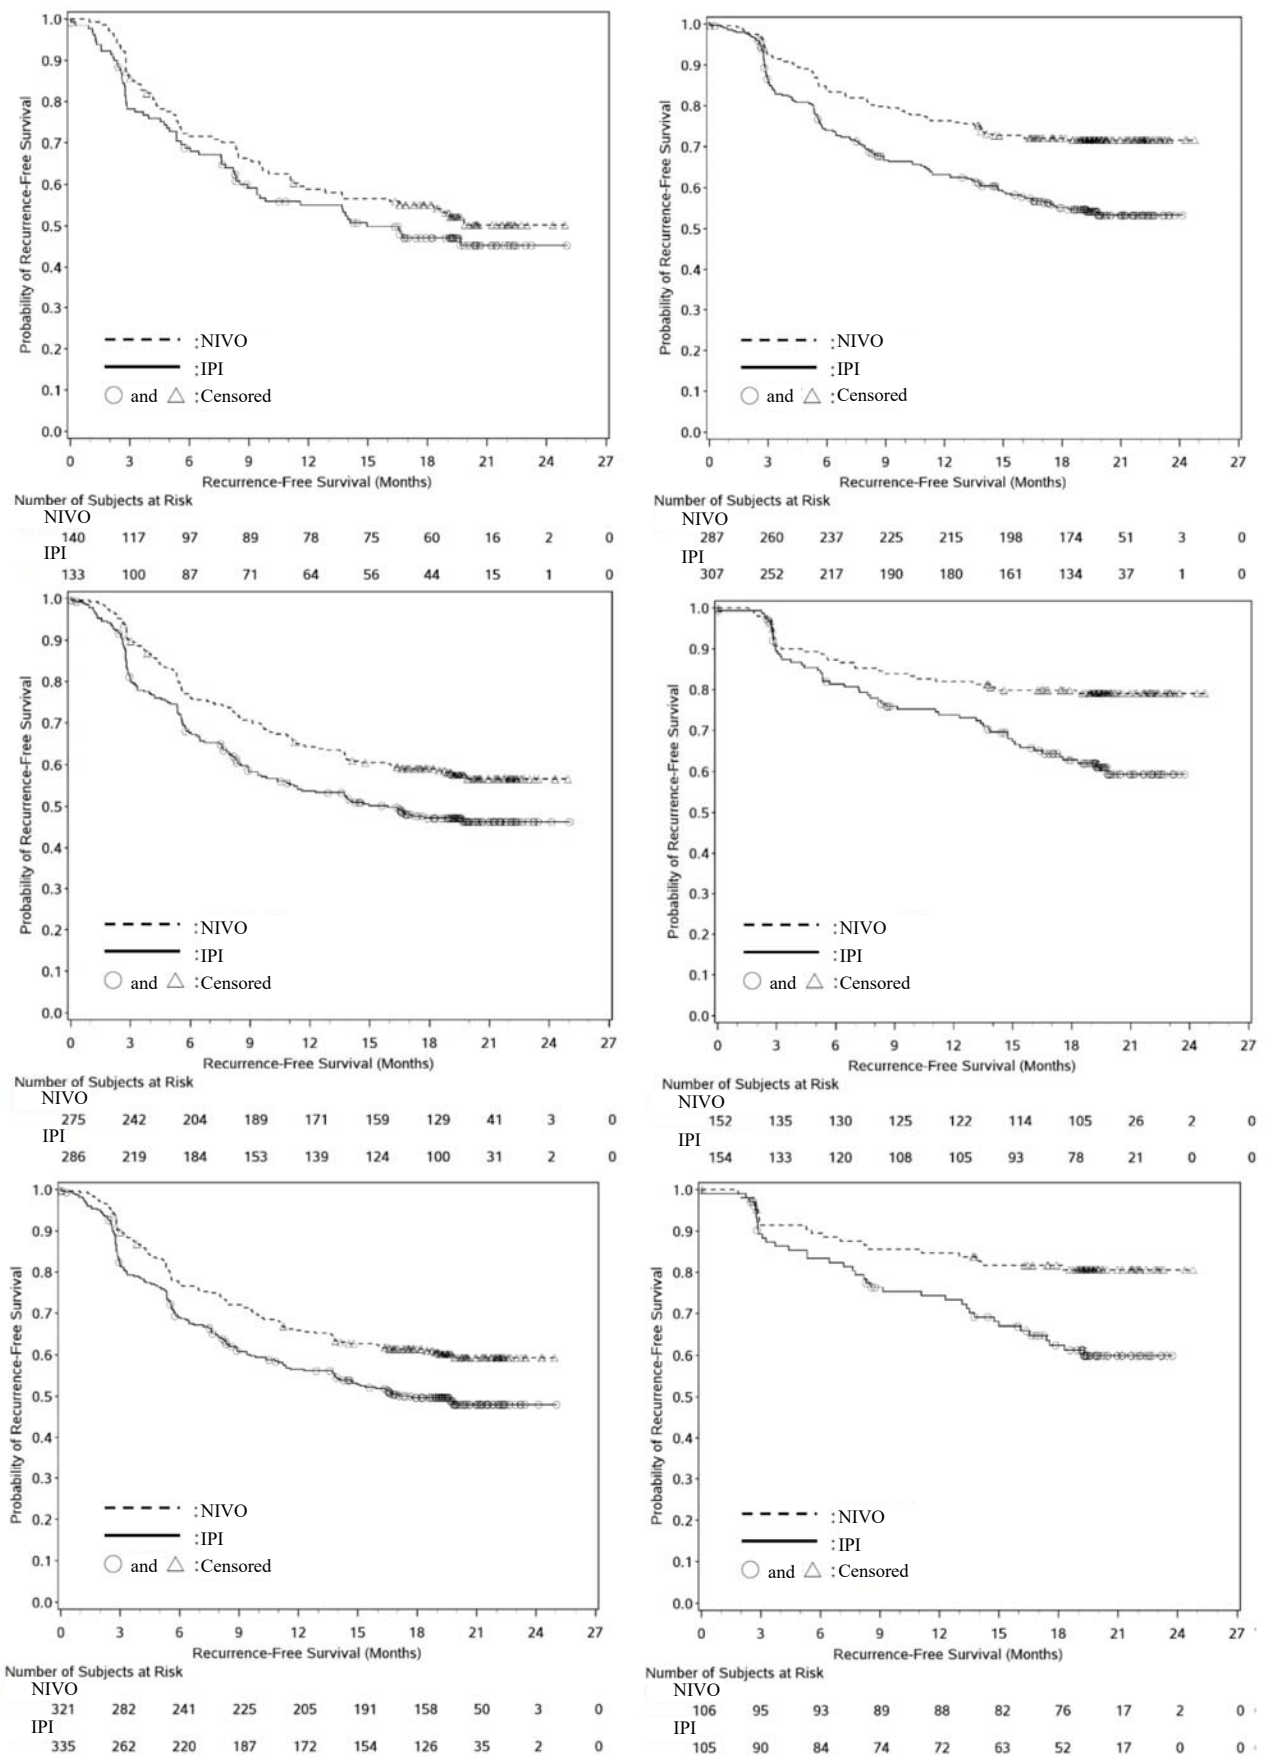 1.0
0.9
0.8
0.7
0.6
0.5
0.4
0.3
0.2
0.1
0.0
Probability of Recurrence-Free Survival
:NIVO
:IPI
and :Censored
0 3 6 9 12 15 18 21 24 27
Recurrence-Free Survival (Months)
Number of Subjects at Risk
NIVO
140 117 97 89 78 75 60 16 2 0
IPI
133 100 87 71 64 56 44 15 1 0
1.0
0.9
0.8
0.7
0.6
0.5
0.4
0.3
0.2
0.1
0.0
Probability of Recurrence-Free Survival
:NIVO
:IPI
and :Censored
0 3 6 9 12 15 18 21 24 27
Recurrence-Free Survival (Months)
Number of Subjects at Risk
NIVO
287 260 237 225 215 198 174 51 3 0
IPI
307 252 217 190 180 161 134 37 1 0
1.0
0.9
0.8
0.7
0.6
0.5
0.4
0.3
0.2
0.1
0.0
Probability of Recurrence-Free Survival
:NIVO
:IPI
and :Censored
0 3 6 9 12 15 18 21 24 27
Recurrence-Free Survival (Months)
Number of Subjects at Risk
NIVO
275 242 204 189 171 159 129 41 3 0
IPI
286 219 184 153 139 124 100 31 2 0
1.0
0.9
0.8
0.7
0.6
0.5
0.4
0.3
0.2
0.1
0.0
Probability of Recurrence-Free Survival
:NIVO
:IPI
and :Censored
0 3 6 9 12 15 18 21 24 27
Recurrence-Free Survival (Months)
Number of Subjects at Risk
NIVO
152 135 130 125 122 114 105 26 2 0
IPI
154 133 120 108 105 93 78 21 0 0
1.0
0.9
0.8
0.7
0.6
0.5
0.4
0.3
0.2
0.1
0.0
Probability of Recurrence-Free Survival
:NIVO
:IPI
and :Censored
0 3 6 9 12 15 18 21 24 27
Recurrence-Free Survival (Months)
Number of Subjects at Risk
NIVO
321 282 241 225 205 191 158 50 3 0
IPI
335 262 220 187 172 154 126 35 2 0
1.0
0.9
0.8
0.7
0.6
0.5
0.4
0.3
0.2
0.1
0.0
Probability of Recurrence-Free Survival
:NIVO
:IPI
and :Censored
0 3 6 9 12 15 18 21 24 27
Recurrence-Free Survival (Months)
Number of Subjects at Risk
NIVO
106 95 93 89 88 82 76 17 2 0
IPI
105 90 84 74 72 63 52 17 0 0